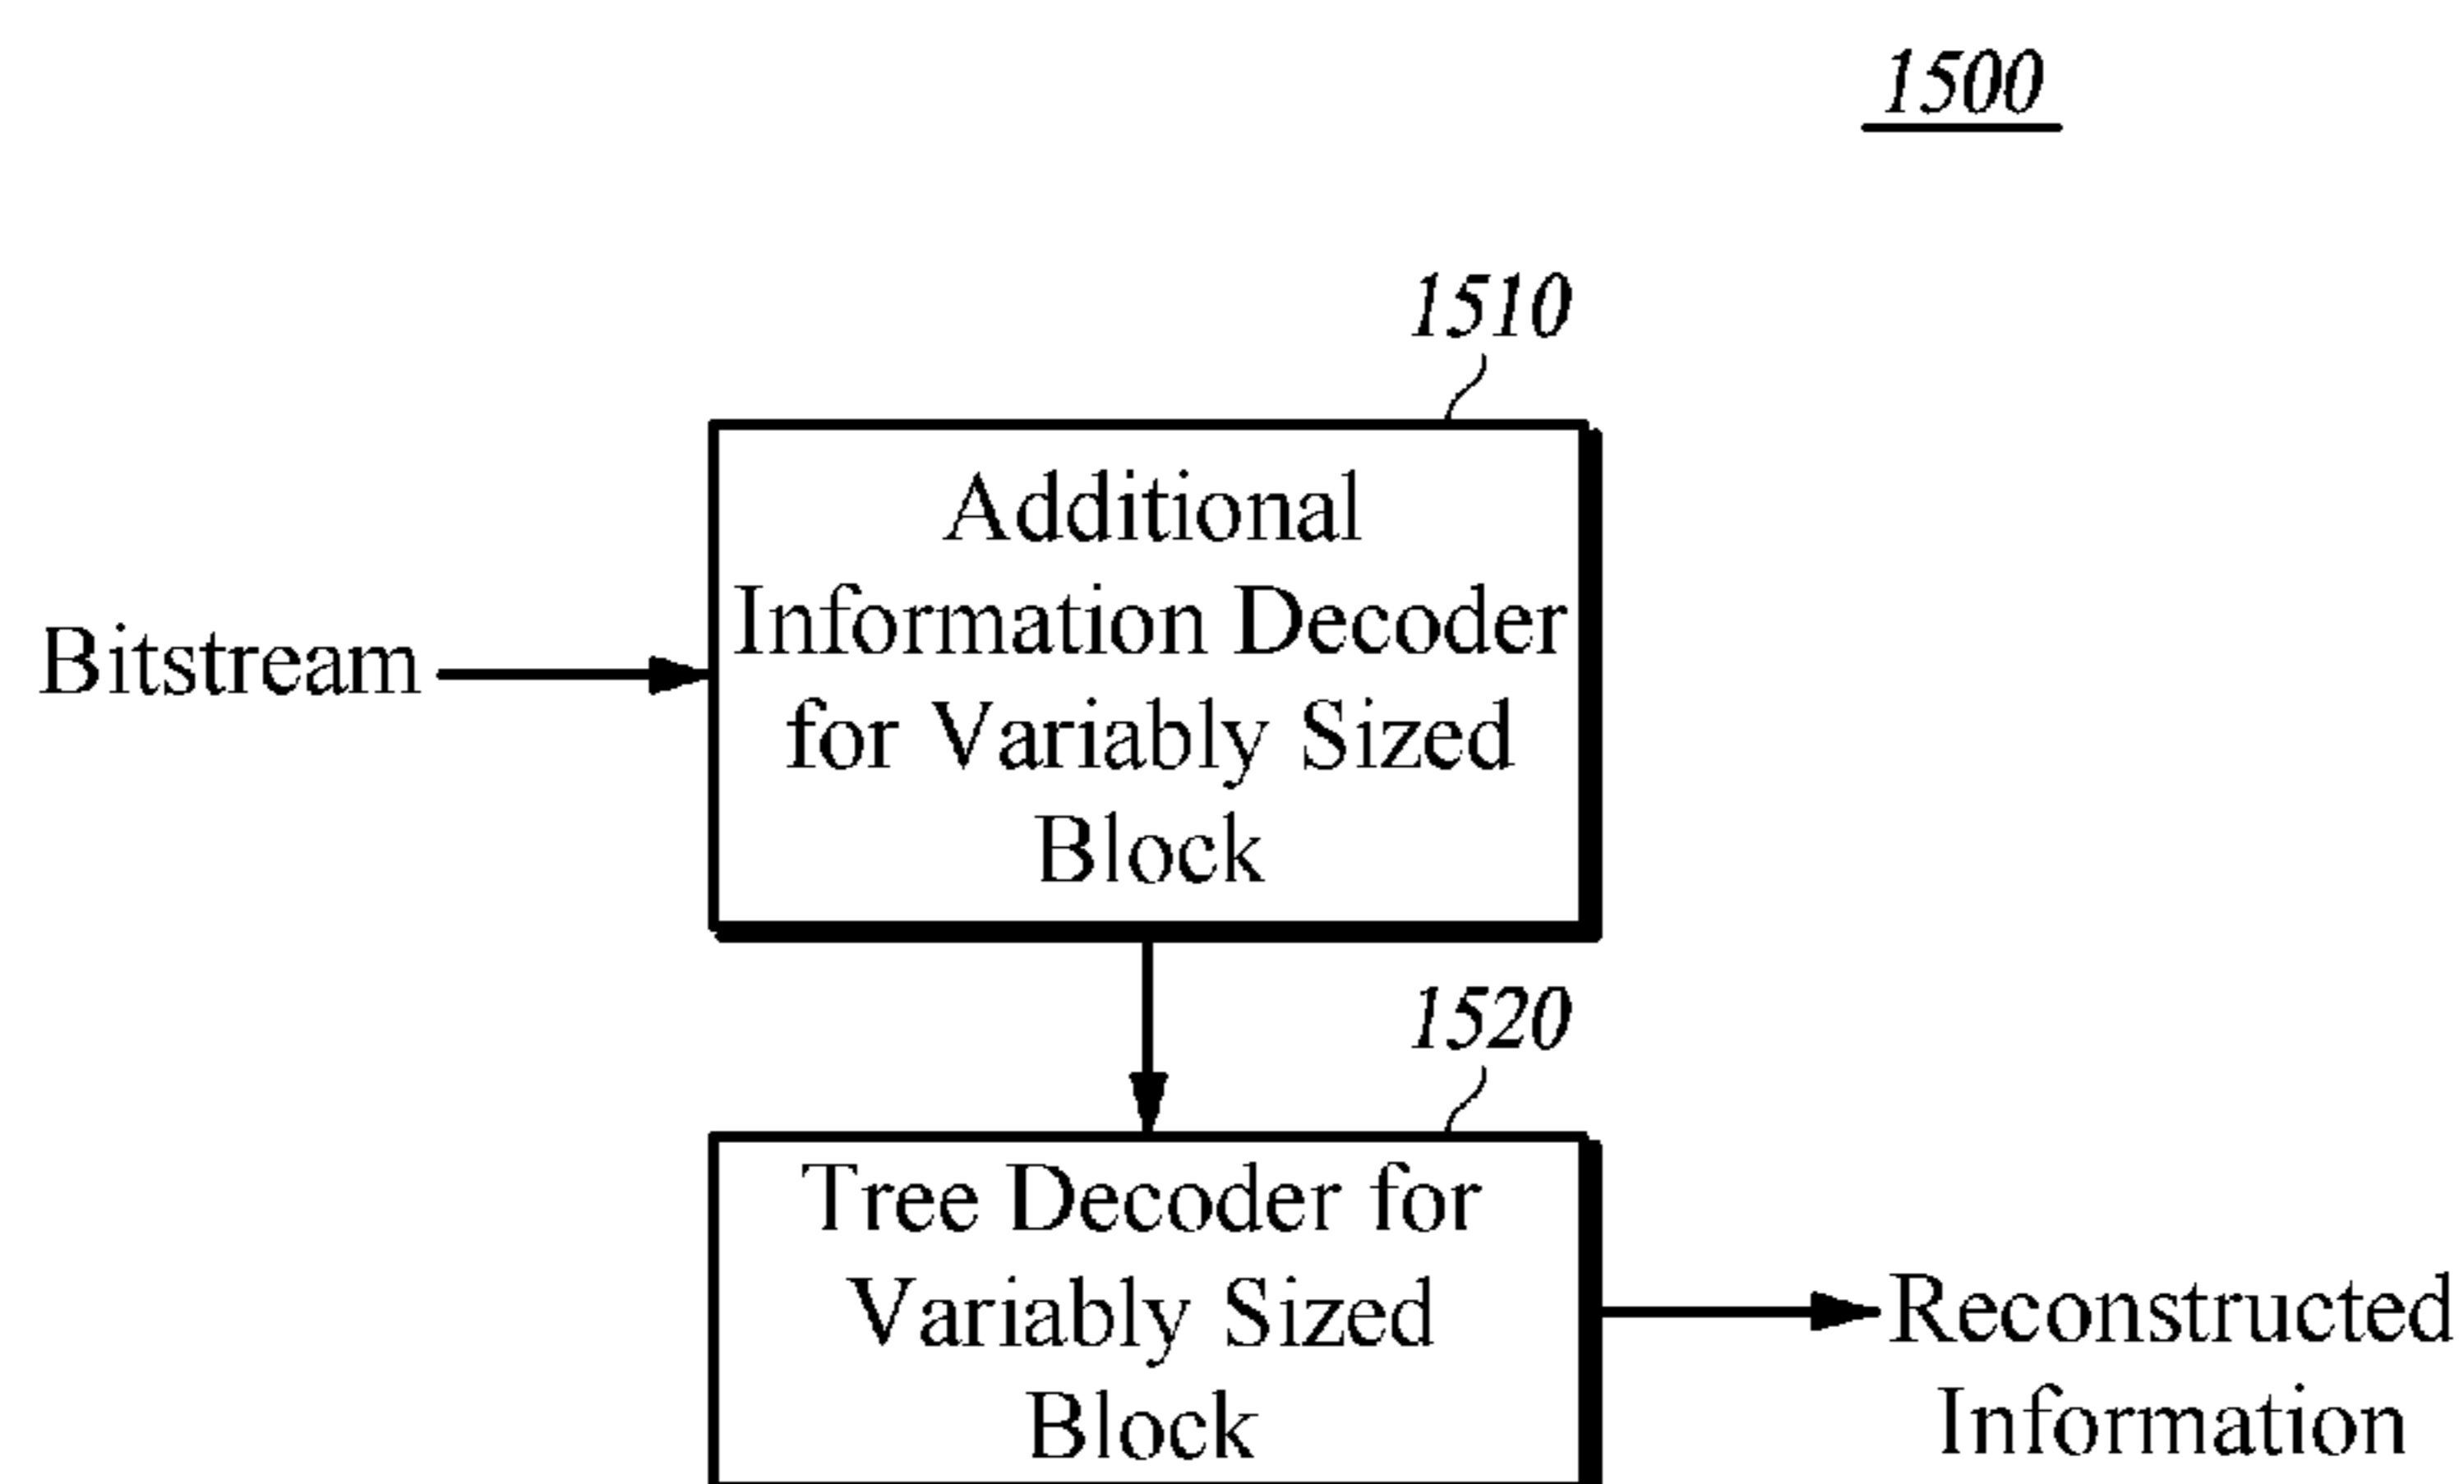 1500
1510
Additional
Information Decoder
for Variably Sized
Block
Bitstream
1520
Tree Decoder for
Variably Sized
Block
Reconstructed
Information